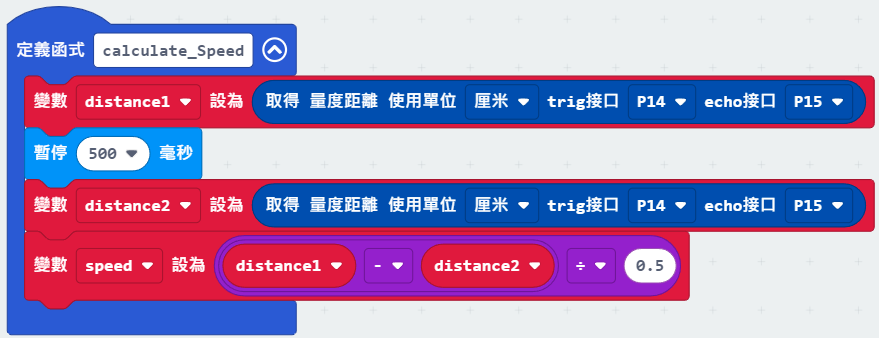 定義函式 calculate_Speed
變數 distance1 設為 取得 量度距離 使用單位 厘米 trig接口 P14 echo接口 P15
暫停 500 毫秒
變數 distance2 設為 取得 量度距離 使用單位 厘米 trig接口 P14 echo接口 P15
變數 speed 設為 distance1 - distance2 ÷ 0.5